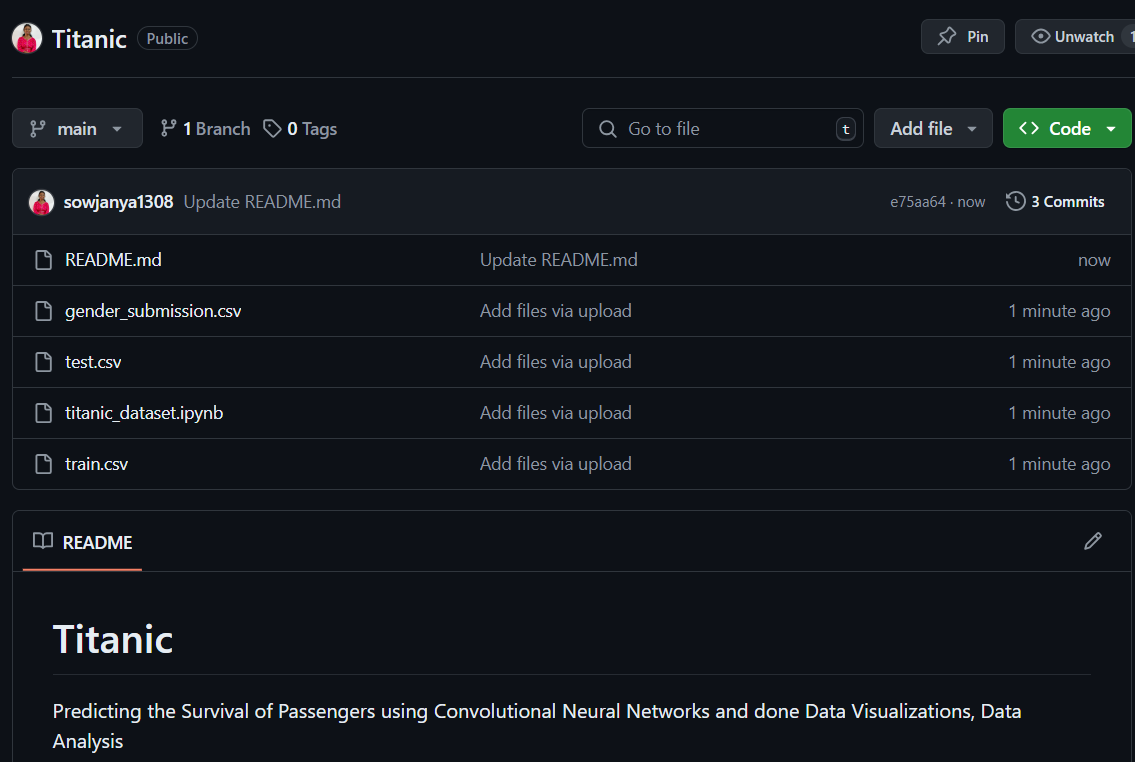 Titanic Public Pin Unwatch 1
main 1 Branch 0 Tags Go to file t Add file Code
sowjanya1308 Update README.md e75aa64 · now 3 Commits
README.md Update README.md now
gender_submission.csv Add files via upload 1 minute ago
test.csv Add files via upload 1 minute ago
titanic_dataset.ipynb Add files via upload 1 minute ago
train.csv Add files via upload 1 minute ago
README
Titanic
Predicting the Survival of Passengers using Convolutional Neural Networks and done Data Visualizations, Data
Analysis